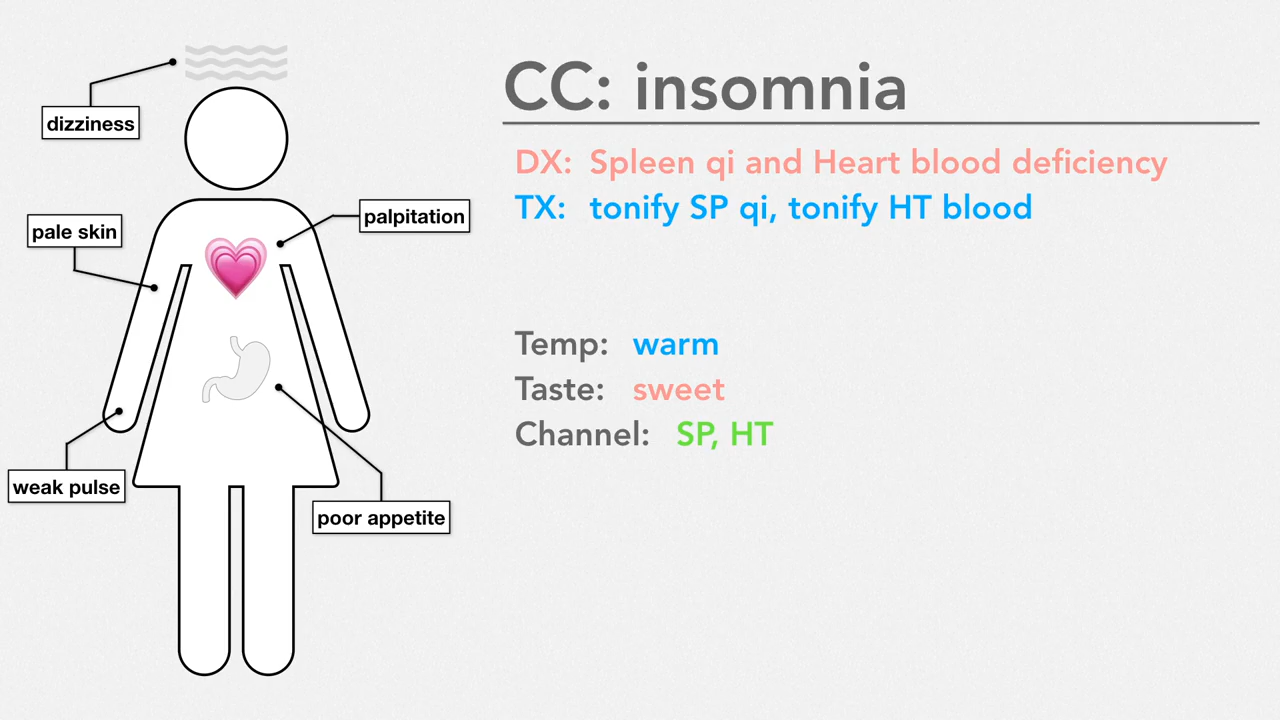 CC: insomnia
DX: Spleen qi and Heart blood deficiency
TX: tonify SP qi, tonify HT blood
Temp: warm
Taste: sweet
Channel: SP, HT
dizziness
pale skin
palpitation
weak pulse
poor appetite